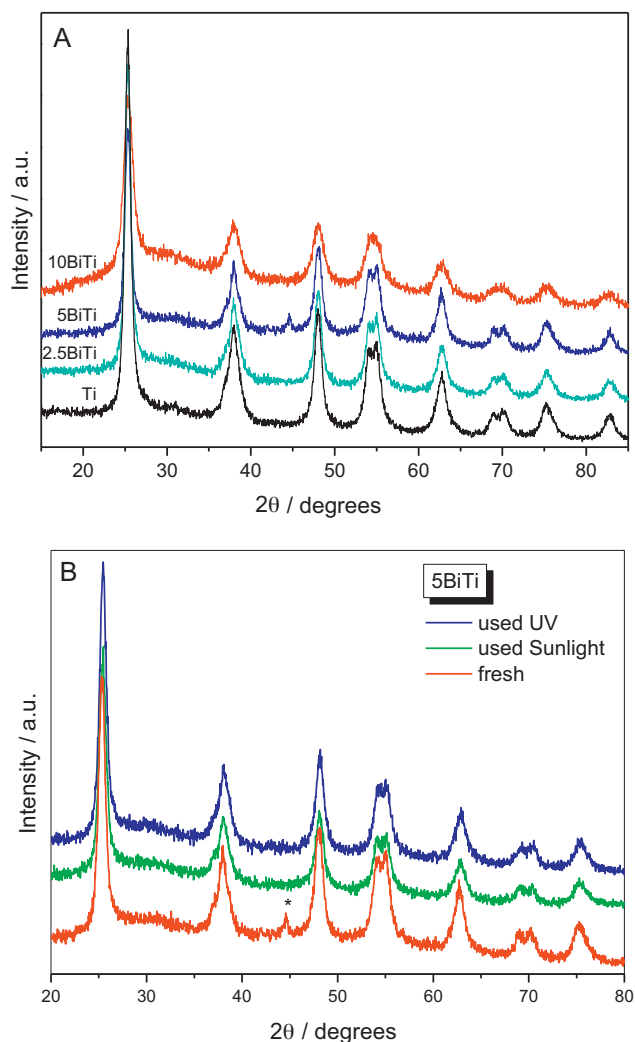 A
Intensity / a.u.
10BiTi
5BiTi
2.5BiTi
Ti
20 30 40 50 60 70 80
2θ / degrees
B
5BiTi
used UV
used Sunlight
fresh
Intensity / a.u.
*
20 30 40 50 60 70 80
2θ / degrees